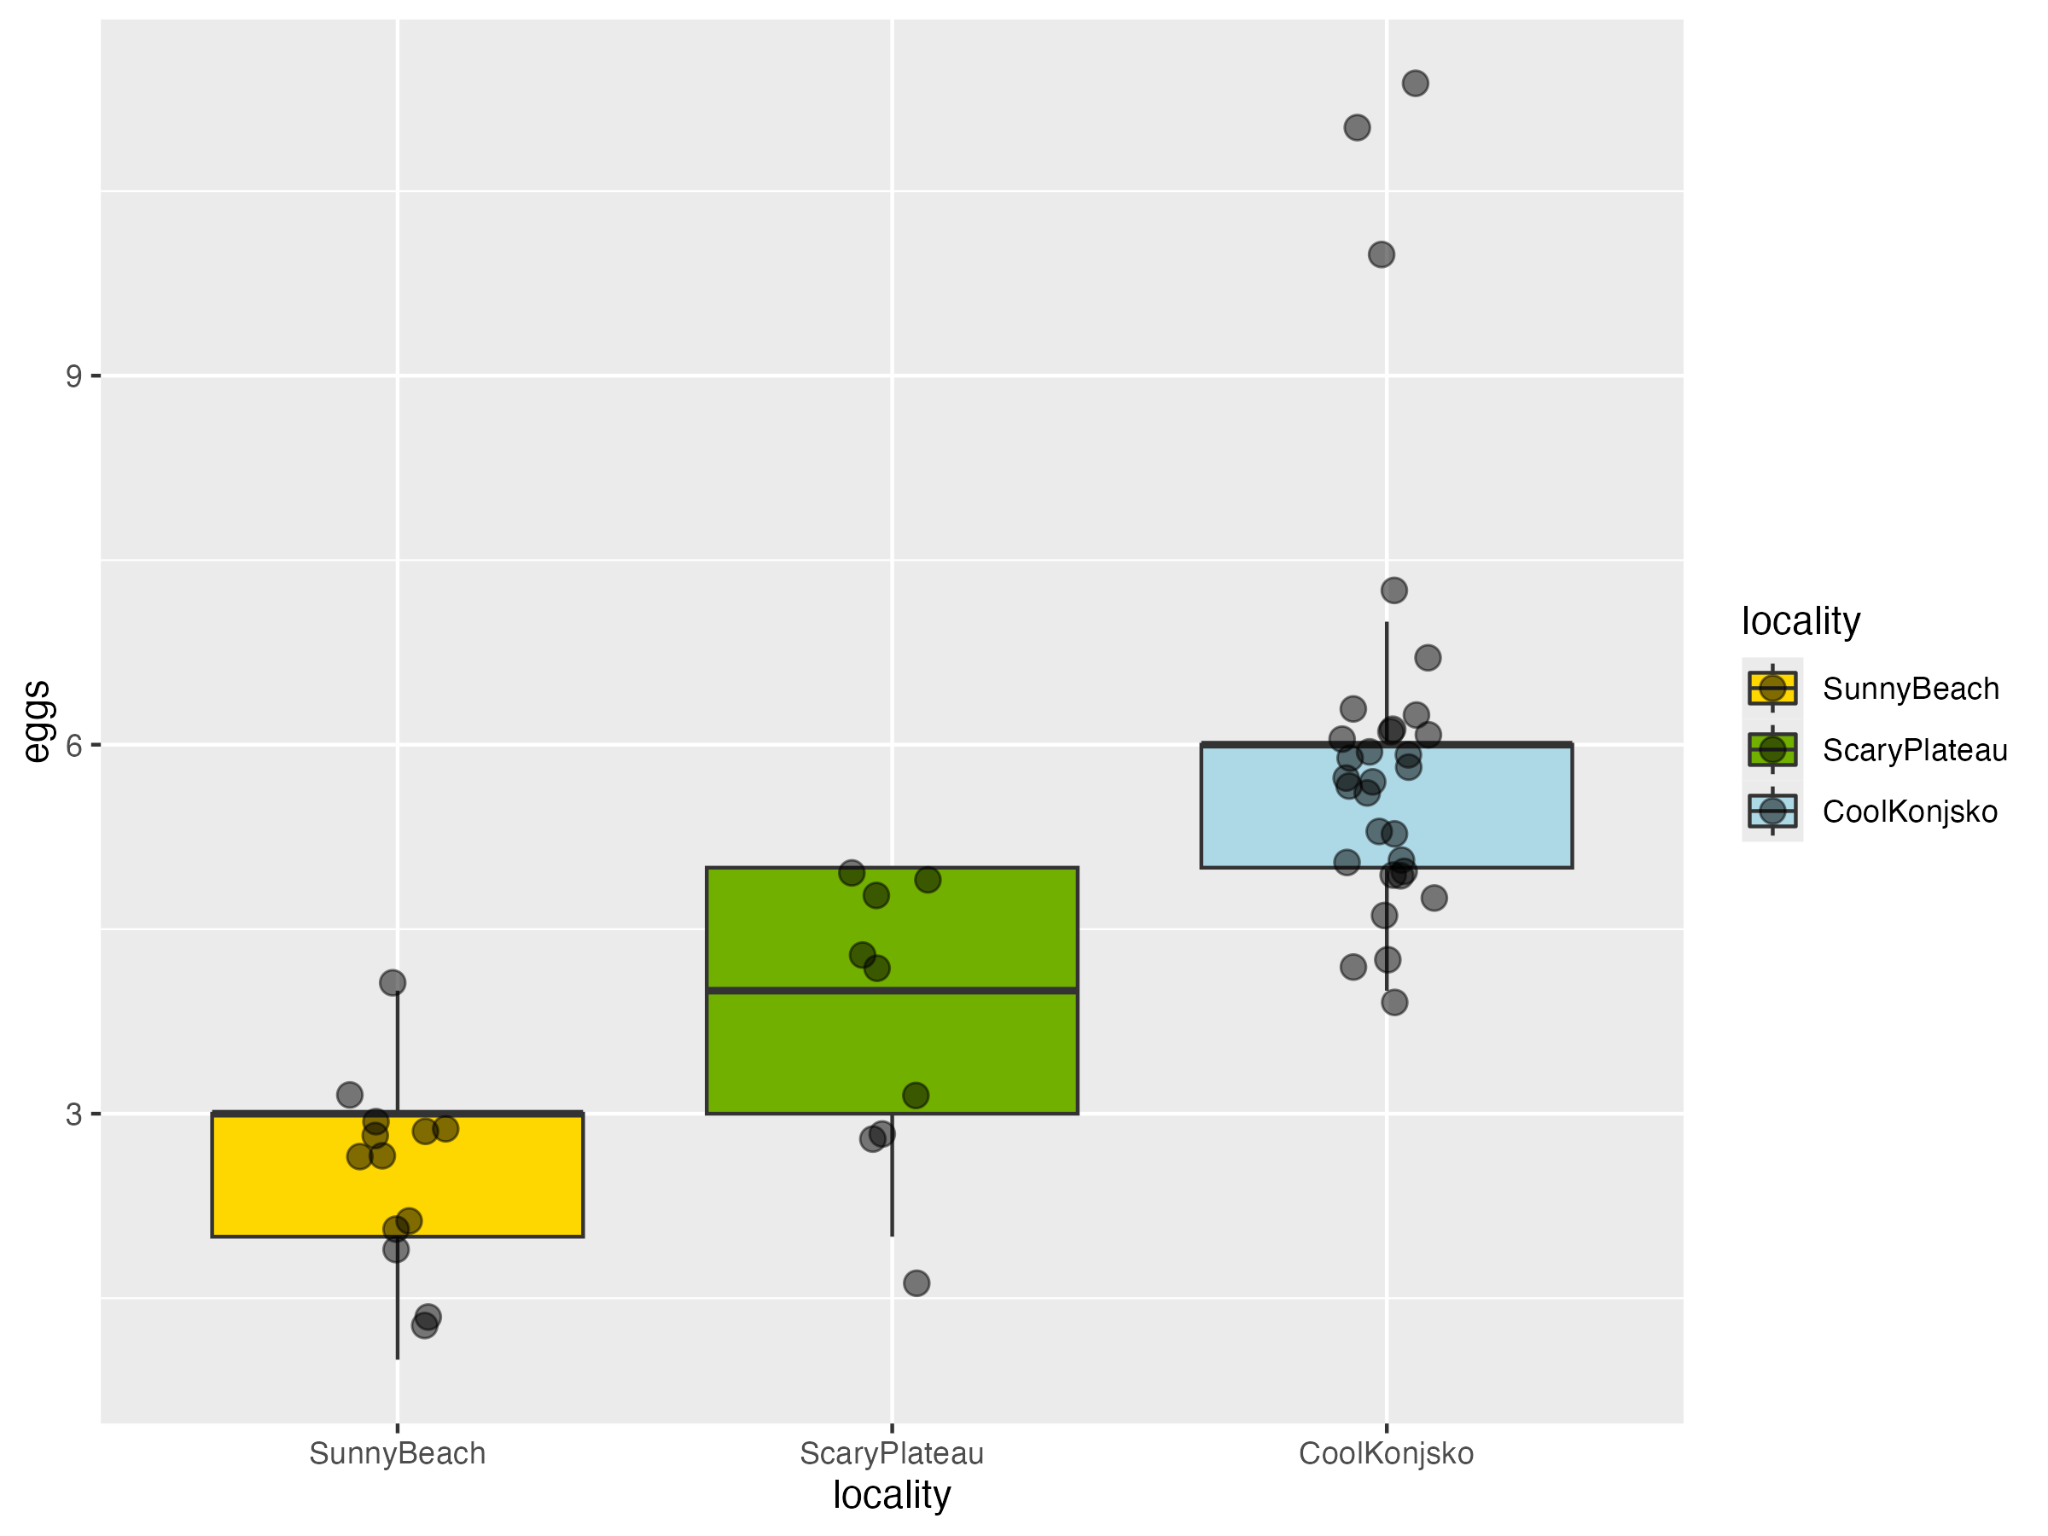 9
6
3
eggs
SunnyBeach
ScaryPlateau
CoolKonjsko
locality
locality
SunnyBeach
ScaryPlateau
CoolKonjsko